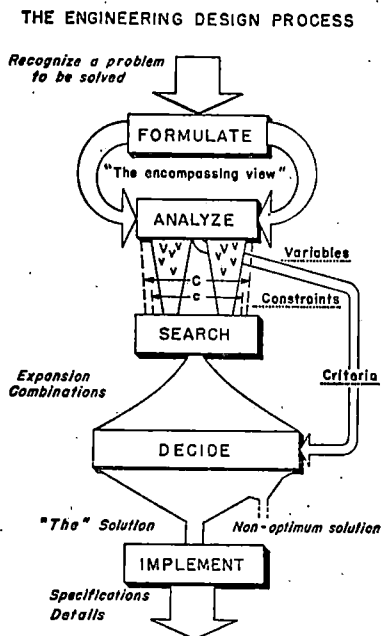 THE ENGINEERING DESIGN PROCESS
Recognize a problem
to be solved
FORMULATE
"The encompassing view"
ANALYZE
V V V V V V
V V V V
Variables
C
Constraints
c
SEARCH
Expansion
Combinations
Criteria
DECIDE
"The" Solution
Non-optimum solution
IMPLEMENT
Specifications
Details